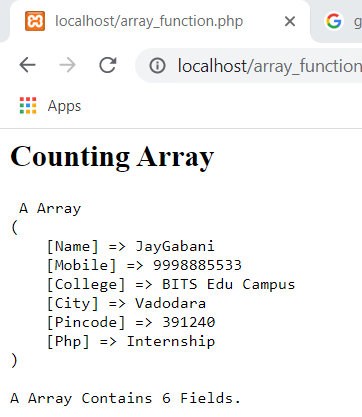 localhost/array_function.php
g
localhost/array_function
Apps
Counting Array
A Array
(
[Name] => JayGabani
[Mobile] => 9998885533
[College] => BITS Edu Campus
[City] => Vadodara
[Pincode] => 391240
[Php] => Internship
)
A Array Contains 6 Fields.